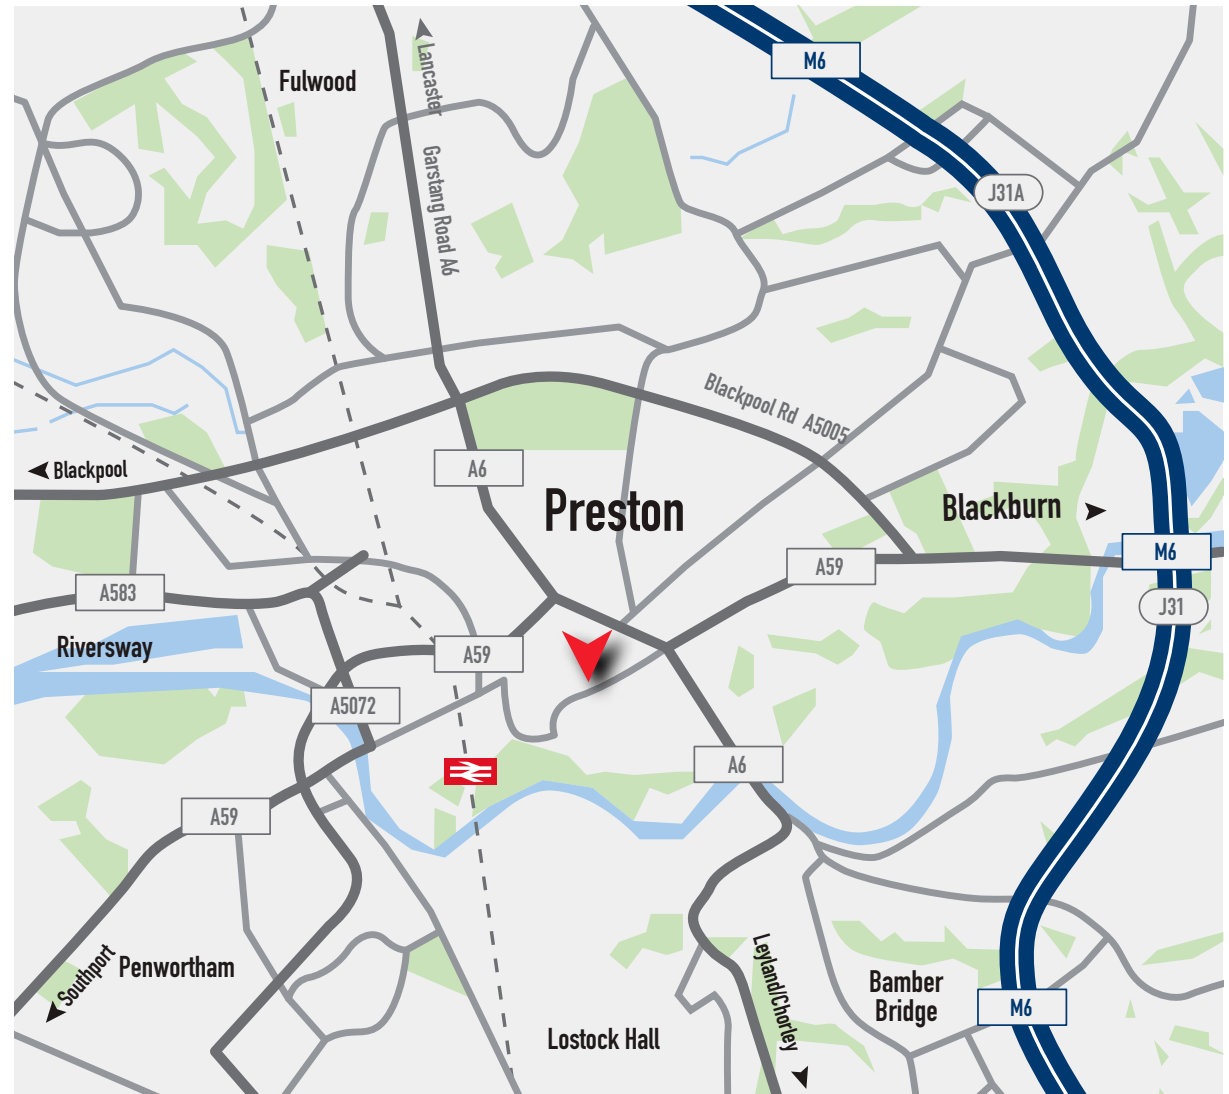 M6
Fulwood
Lancaster
J31A
Garstang Road A6
Blackpool Rd A5005
Blackpool
A6
Preston
Blackburn
M6
A59
A583
J31
Riversway
A59
A5072
A6
A59
Southport
Penwortham
Leyland/Chorley
Bamber
Bridge
M6
Lostock Hall